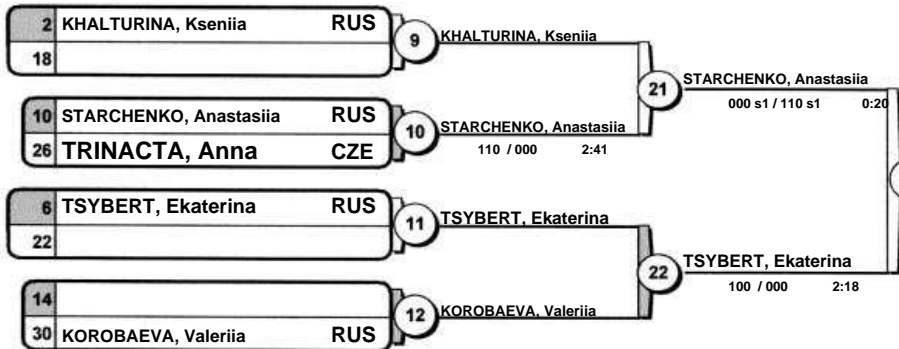 2 KHALTURINA, Kseniia RUS
18
9 KHALTURINA, Kseniia
10 STARCHENKO, Anastasiia RUS
26 TRINACTA, Anna CZE
10 STARCHENKO, Anastasiia
110 / 000 2:41
21 STARCHENKO, Anastasiia
000 s1 / 110 s1 0:20
6 TSYBERT, Ekaterina RUS
22
11 TSYBERT, Ekaterina
14
30 KOROBAEVA, Valeriia RUS
12 KOROBAEVA, Valeriia
22 TSYBERT, Ekaterina
100 / 000 2:18